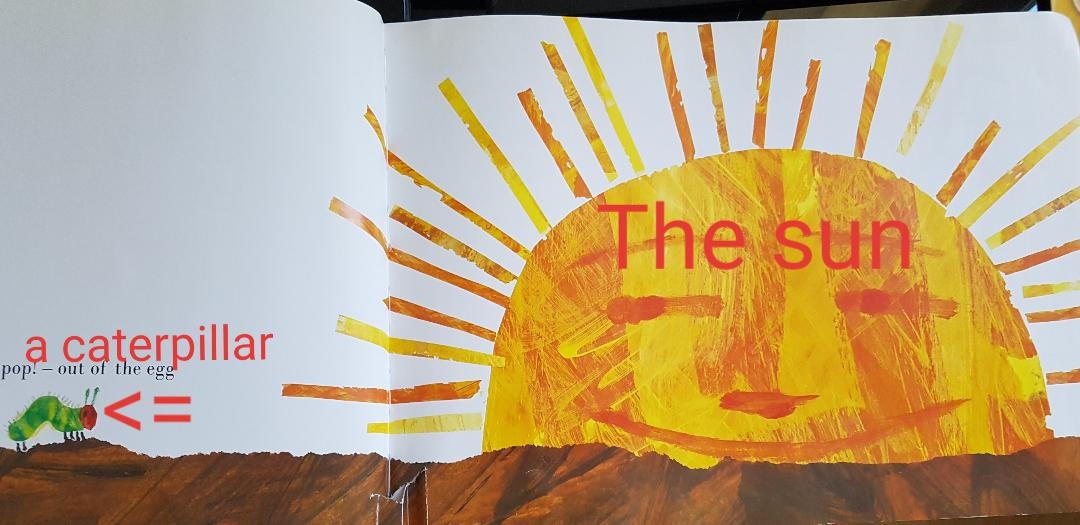 The sun
a caterpillar
pop! – out of the egg
<=